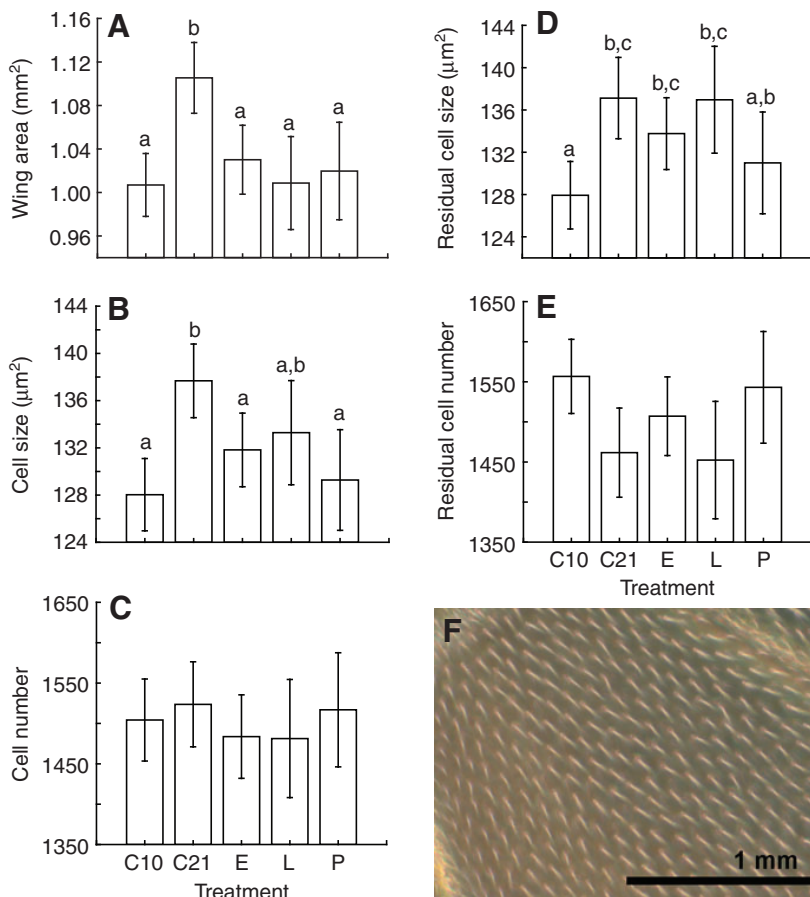 A
Wing area (mm²)
1.16
1.12
1.08
1.04
1.00
0.96
a
b
a
a
a
B
Cell size (μm²)
144
140
136
132
128
124
a
b
a
a,b
a
C
Cell number
1650
1550
1450
1350
C10 C21 E L P
Treatment
D
Residual cell size (μm²)
144
140
136
132
128
124
a
b,c
b,c
b,c
a,b
E
Residual cell number
1650
1550
1450
1350
C10 C21 E L P
Treatment
F
1 mm